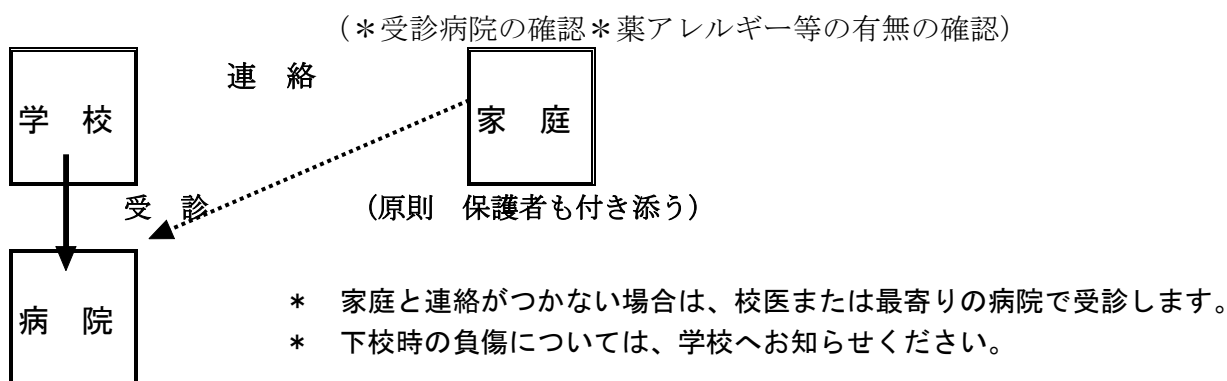 (＊受診病院の確認＊薬アレルギー等の有無の確認)
連　絡
学　校
家　庭
受　診
(原則　保護者も付き添う)
病　院
*　家庭と連絡がつかない場合は、校医または最寄りの病院で受診します。
*　下校時の負傷については、学校へお知らせください。